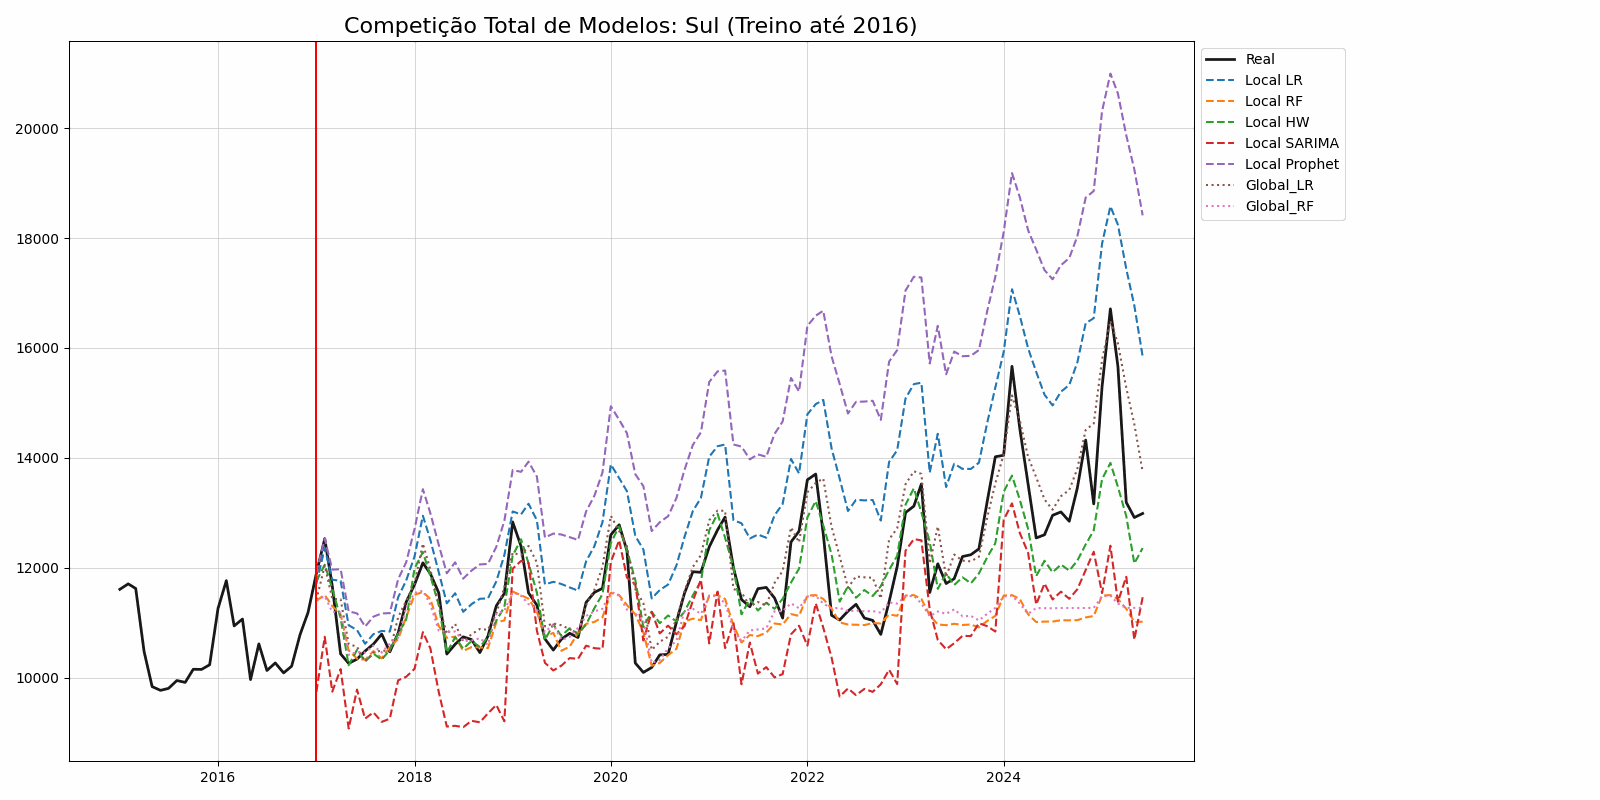 Competição Total de Modelos: Sul (Treino até 2016)
Real
Local LR
Local RF
Local HW
Local SARIMA
Local Prophet
Global_LR
Global_RF
20000
18000
16000
14000
12000
10000
2016
2018
2020
2022
2024